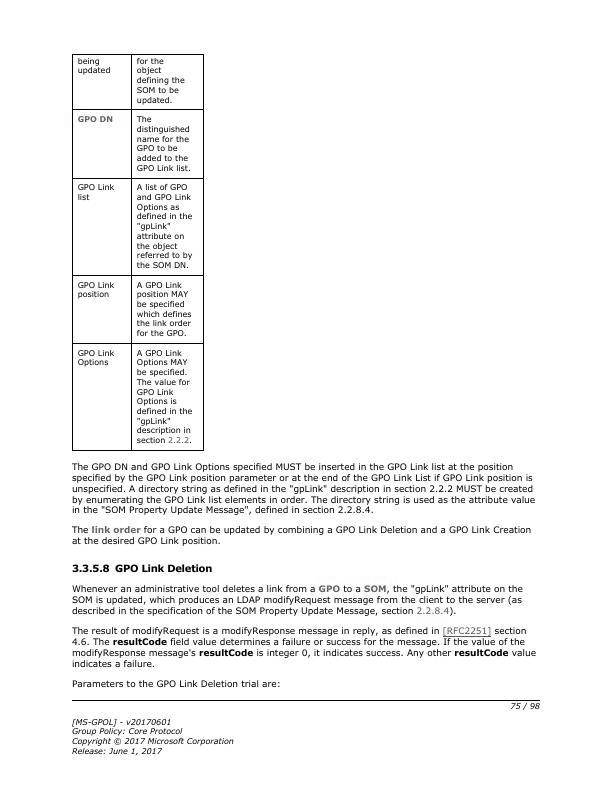 being
updated
for the
object
defining the
SOM to be
updated.
GPO DN
The
distinguished
name for the
GPO to be
added to the
GPO Link list.
GPO Link
list
A list of GPO
and GPO Link
Options as
defined in the
"gpLink"
attribute on
the object
referred to by
the SOM DN.
GPO Link
position
A GPO Link
position MAY
be specified
which defines
the link order
for the GPO.
GPO Link
Options
A GPO Link
Options MAY
be specified.
The value for
GPO Link
Options is
defined in the
"gpLink"
description in
section 2.2.2.
The GPO DN and GPO Link Options specified MUST be inserted in the GPO Link list at the position
specified by the GPO Link position parameter or at the end of the GPO Link List if GPO Link position is
unspecified. A directory string as defined in the "gpLink" description in section 2.2.2 MUST be created
by enumerating the GPO Link list elements in order. The directory string is used as the attribute value
in the "SOM Property Update Message", defined in section 2.2.8.4.
The link order for a GPO can be updated by combining a GPO Link Deletion and a GPO Link Creation
at the desired GPO Link position.
3.3.5.8 GPO Link Deletion
Whenever an administrative tool deletes a link from a GPO to a SOM, the "gpLink" attribute on the
SOM is updated, which produces an LDAP modifyRequest message from the client to the server (as
described in the specification of the SOM Property Update Message, section 2.2.8.4).
The result of modifyRequest is a modifyResponse message in reply, as defined in [RFC2251] section
4.6. The resultCode field value determines a failure or success for the message. If the value of the
modifyResponse message's resultCode is integer 0, it indicates success. Any other resultCode value
indicates a failure.
Parameters to the GPO Link Deletion trial are:
75 / 98
[MS-GPOL] - v20170601
Group Policy: Core Protocol
Copyright © 2017 Microsoft Corporation
Release: June 1, 2017